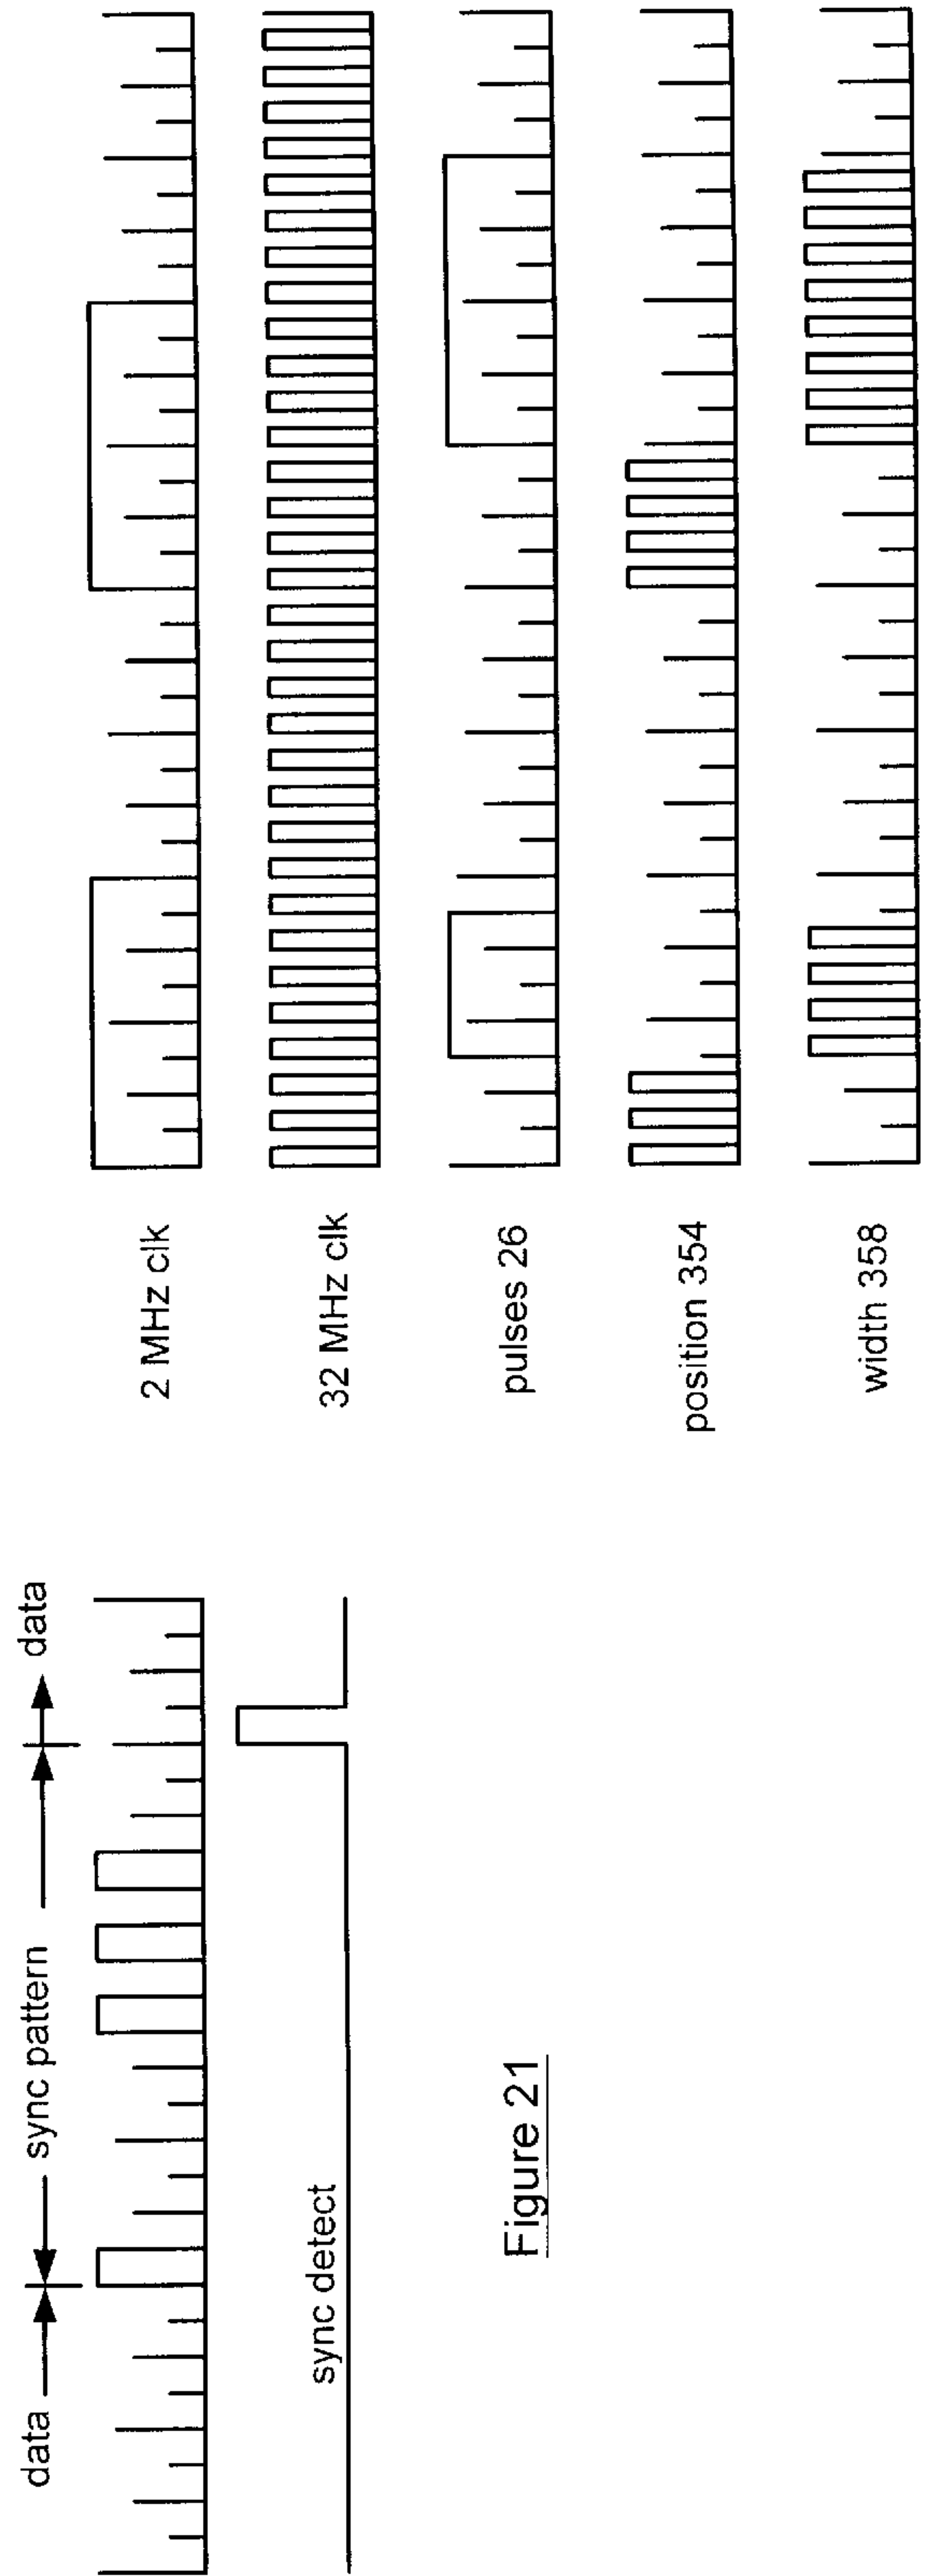 data
sync pattern
data
sync detect
Figure 21
2 MHz clk
32 MHz clk
pulses 26
position 354
width 358